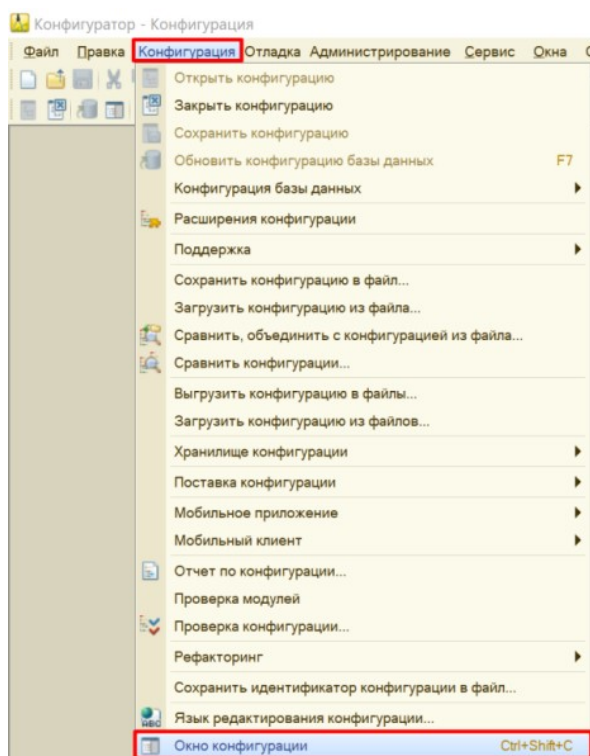 Конфигуратор - Конфигурация
Файл Правка Конфигурация Отладка Администрирование Сервис Окна
Открыть конфигурацию
Закрыть конфигурацию
Сохранить конфигурацию
Обновить конфигурацию базы данных F7
Конфигурация базы данных
Расширения конфигурации
Поддержка
Сохранить конфигурацию в файл...
Загрузить конфигурацию из файла...
Сравнить, объединить с конфигурацией из файла...
Сравнить конфигурации...
Выгрузить конфигурацию в файлы...
Загрузить конфигурацию из файлов...
Хранилище конфигурации
Поставка конфигурации
Мобильное приложение
Мобильный клиент
Отчет по конфигурации...
Проверка модулей
Проверка конфигурации...
Рефакторинг
Сохранить идентификатор конфигурации в файл...
Язык редактирования конфигурации...
Окно конфигурации Ctrl+Shift+C